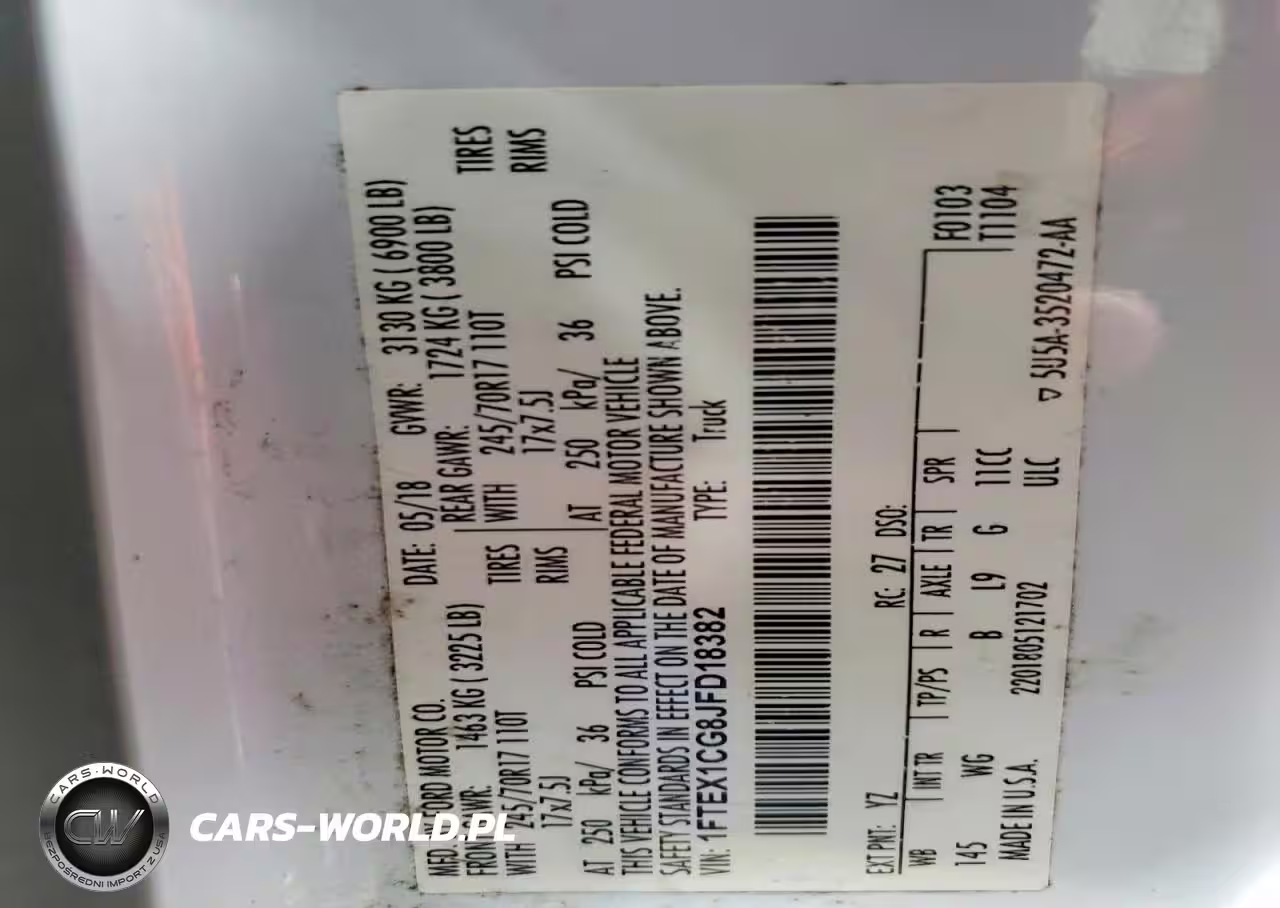 MFD. BY FORD MOTOR CO.
DATE: 05/18 GVWR: 3130 KG ( 6900 LB)
FRONT GAWR: 1463 KG ( 3225 LB)
REAR GAWR: 1724 KG ( 3800 LB)
WITH 245/70R17 110T TIRES
WITH 245/70R17 110T TIRES
17x7.5J RIMS
17x7.5J RIMS
AT 250 kPa/ 36 PSI COLD
AT 250 kPa/ 36 PSI COLD
THIS VEHICLE CONFORMS TO ALL APPLICABLE FEDERAL MOTOR VEHICLE
SAFETY STANDARDS IN EFFECT ON THE DATE OF MANUFACTURE SHOWN ABOVE.
VIN: 1FTEX1CG8JFD18382 TYPE: Truck
EXT PNT: YZ RC: 27 DSO:
WB INT TR TP/PS R AXLE TR SPR F0103
145 WG B L9 G 11CC T1104
MADE IN U.S.A. 2201805121702 ULC ▽ 5U5A-3520472-AA
CARS-WORLD
CW
BEZPOŚREDNI IMPORT Z USA
CARS-WORLD.PL